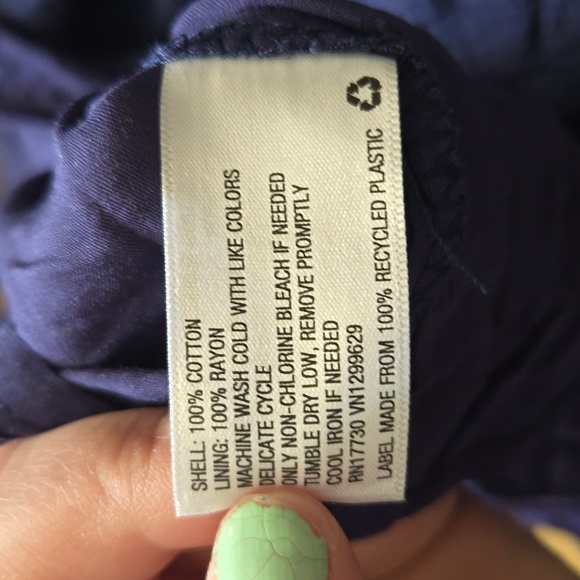 SHELL: 100% COTTON
LINING: 100% RAYON
MACHINE WASH COLD WITH LIKE COLORS
DELICATE CYCLE
ONLY NON-CHLORINE BLEACH IF NEEDED
TUMBLE DRY LOW, REMOVE PROMPTLY
COOL IRON IF NEEDED
RN17730 VN1299629
LABEL MADE FROM 100% RECYCLED PLASTIC